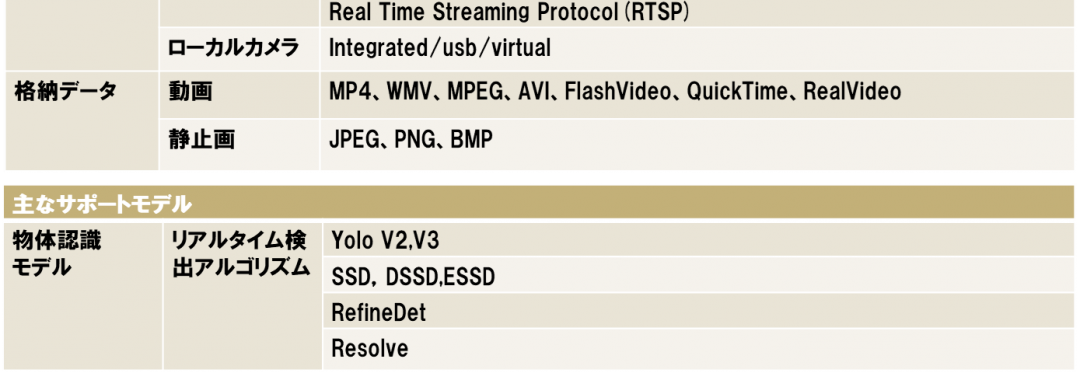 Real Time Streaming Protocol（RTSP）
ローカルカメラ Integrated/usb/virtual
格納データ 動画 MP4、WMV、MPEG、AVI、FlashVideo、QuickTime、RealVideo
静止画 JPEG、PNG、BMP
主なサポートモデル
物体認識 リアルタイム検 Yolo V2,V3
モデル 出アルゴリズム SSD, DSSD,ESSD
RefineDet
Resolve